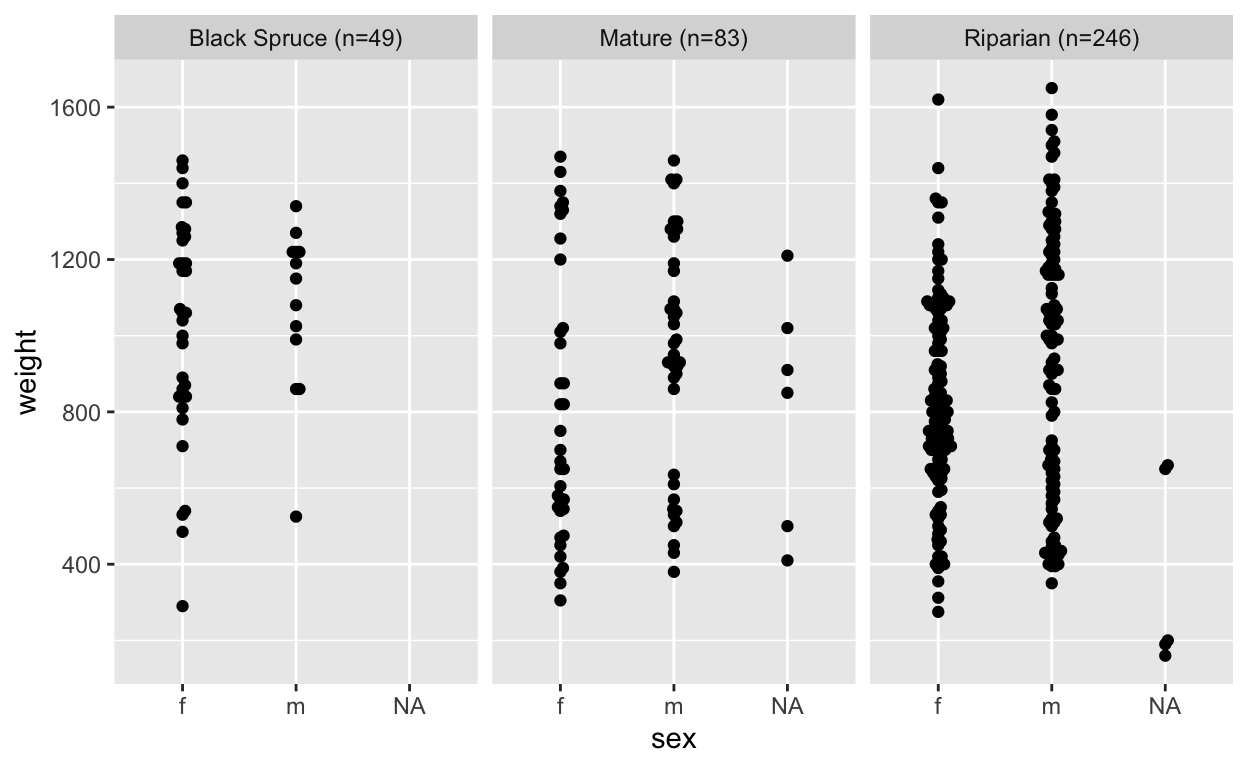 Black Spruce (n=49)
Mature (n=83)
Riparian (n=246)
1600
1200
800
400
weight
f
m
NA
f
m
NA
f
m
NA
sex